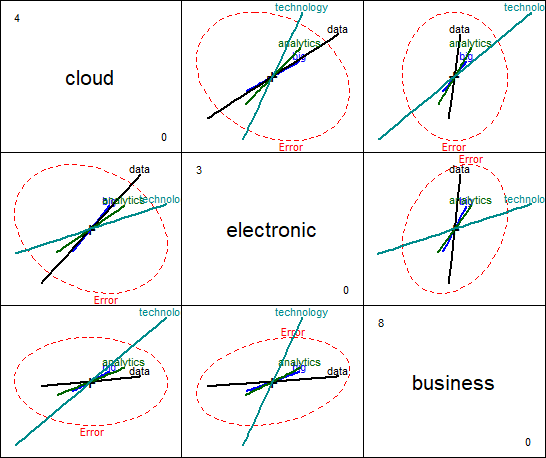 4
cloud
0
technology
data
analytics
big
Error
technolo
data
analytics
big
Error
data
big
analytics
technolo
Error
3
electronic
0
Error
data
technolo
big
analytics
technolo
analytics
big
data
Error
technology
Error
analytics
big
data
8
business
0